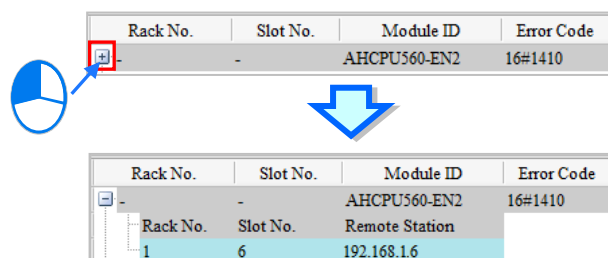 Rack No. Slot No. Module ID Error Code
- - AHCPU560-EN2 16#1410
Rack No. Slot No. Module ID Error Code
- - AHCPU560-EN2 16#1410
Rack No. Slot No. Remote Station
1 6 192.168.1.6